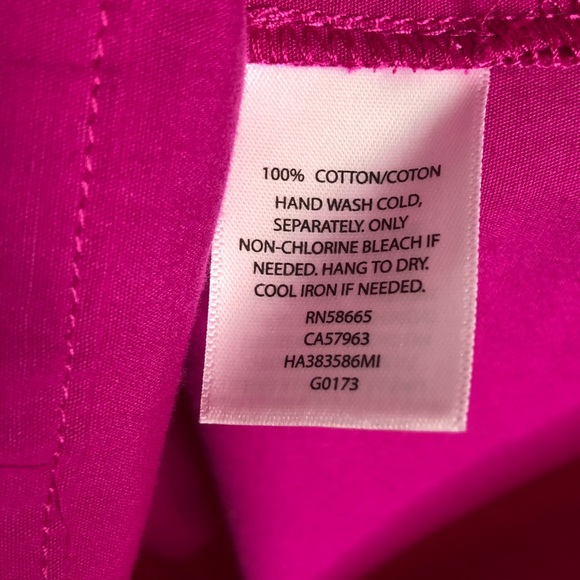 100% COTTON/COTON
HAND WASH COLD,
SEPARATELY. ONLY
NON-CHLORINE BLEACH IF
NEEDED. HANG TO DRY.
COOL IRON IF NEEDED.
RN58665
CA57963
HA383586MI
G0173